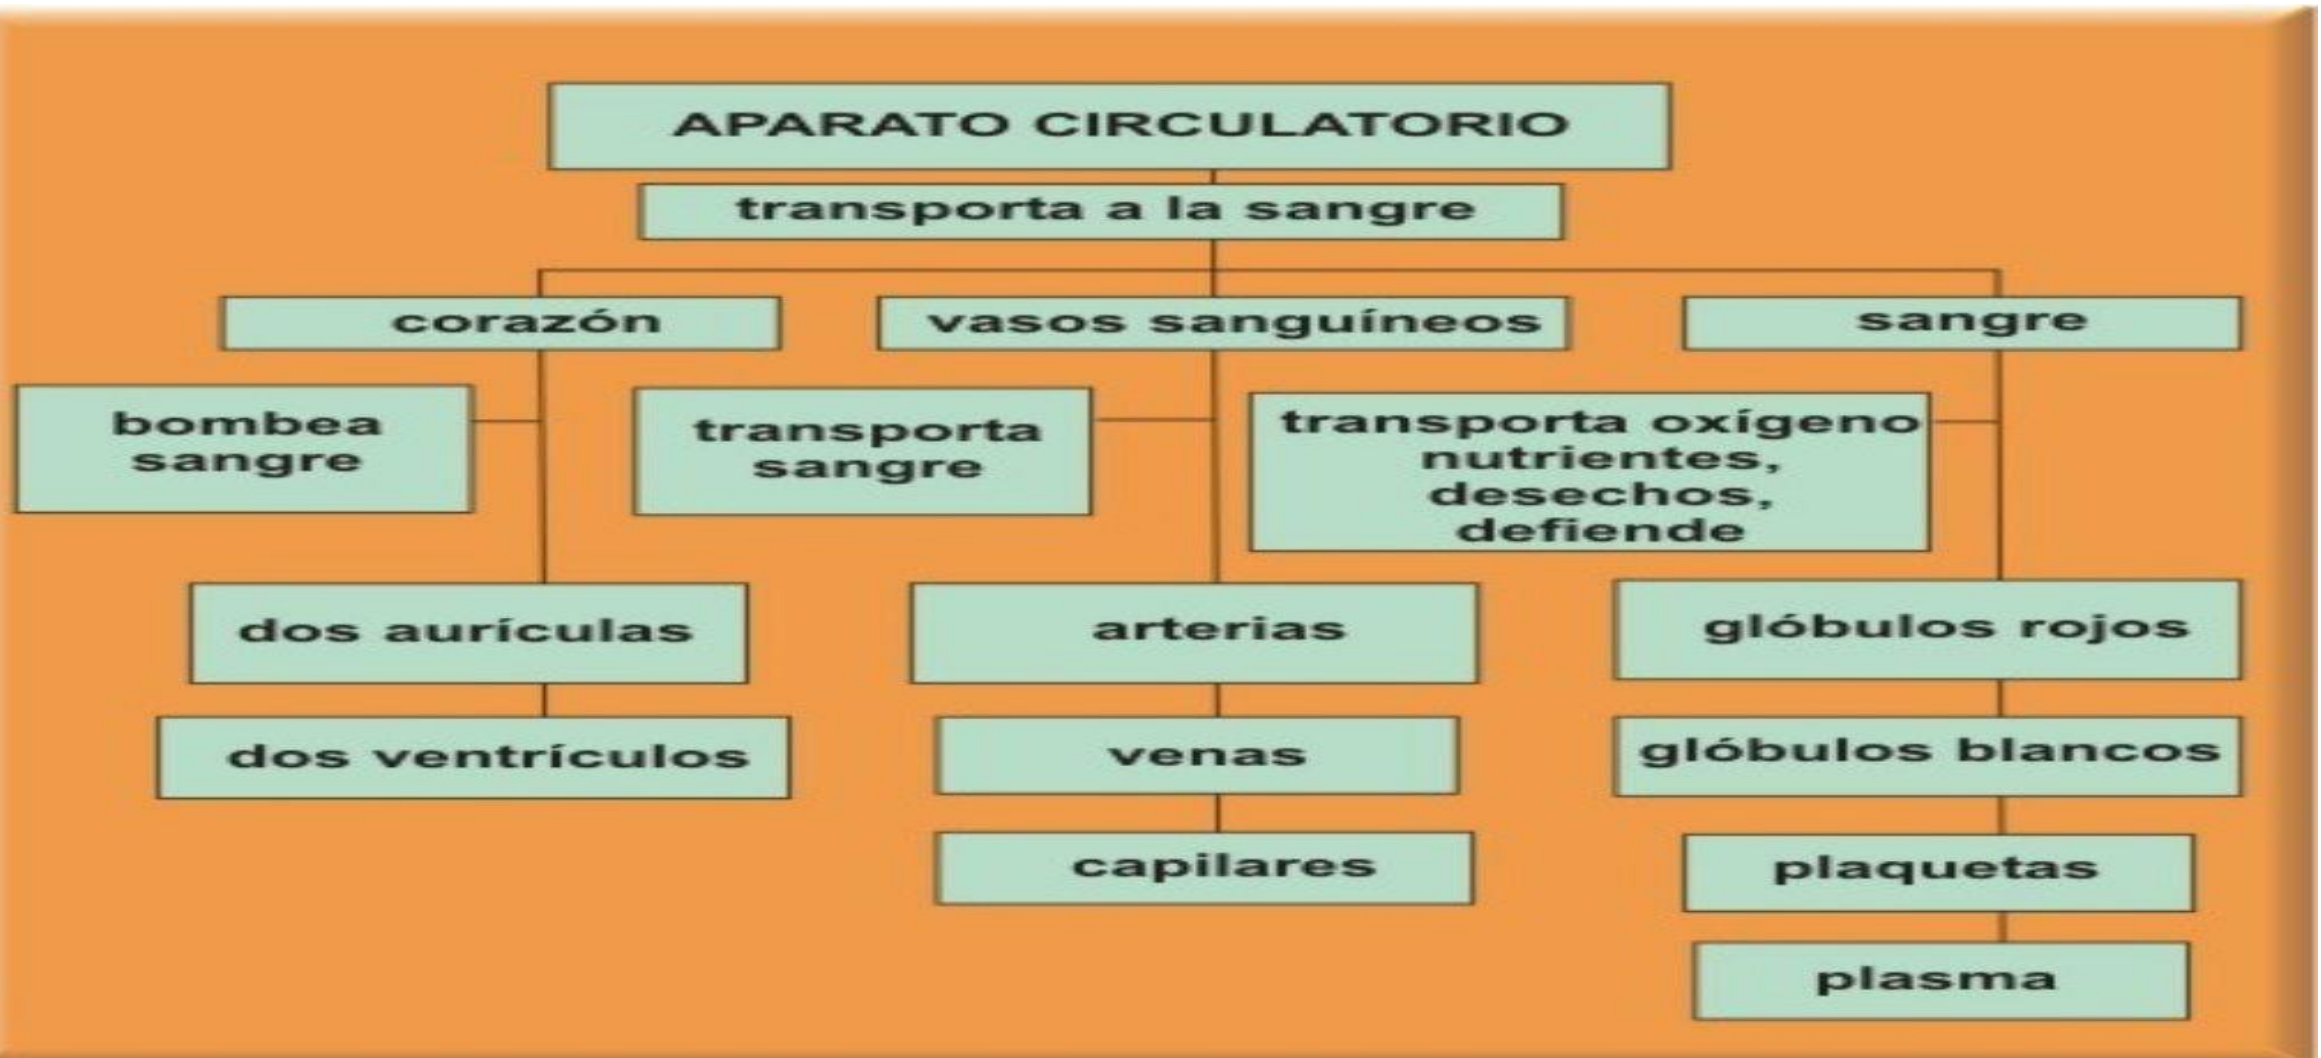 APARATO CIRCULATORIO
transporta a la sangre
corazón
vasos sanguíneos
sangre
bombea
sangre
transporta
sangre
transporta oxígeno
nutrientes,
desechos,
defiende
dos aurículas
arterias
glóbulos rojos
dos ventrículos
venas
glóbulos blancos
capilares
plaquetas
plasma